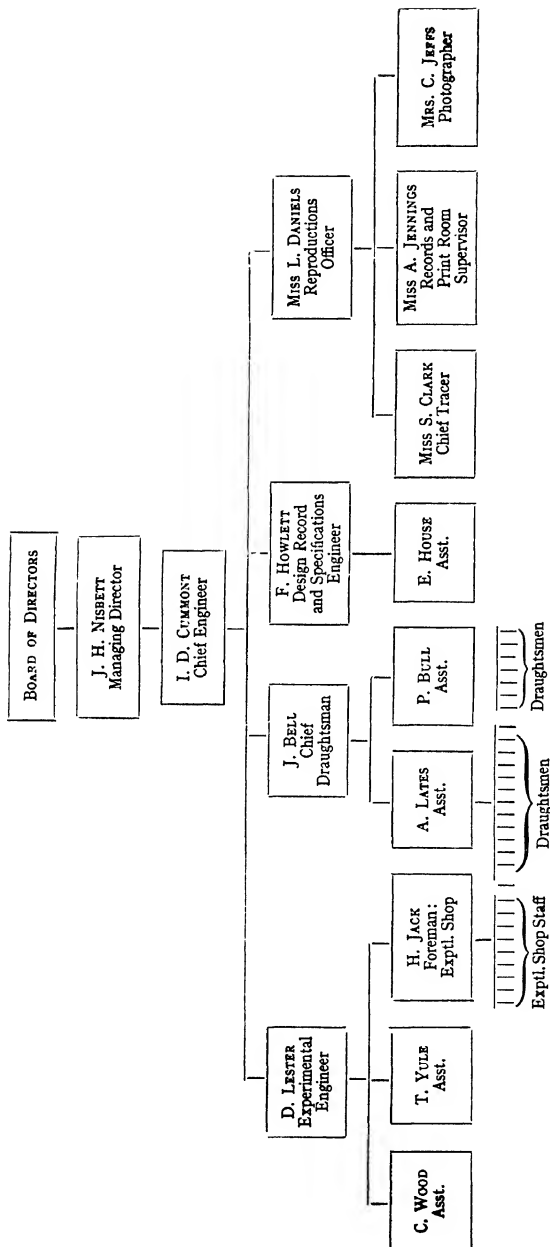 BOARD OF DIRECTORS
J. H. NISBETT
Managing Director
I. D. CUMMONT
Chief Engineer
D. LESTER
Experimental
Engineer
J. BELL
Chief
Draughtsman
F. HOWLETT
Design Record
and Specifications
Engineer
MISS L. DANIELS
Reproductions
Officer
C. WOOD
Asst.
T. YULE
Asst.
H. JACK
Foreman:
Exptl. Shop
A. LATES
Asst.
P. BULL
Asst.
E. HOUSE
Asst.
MISS S. CLARK
Chief Tracer
MISS A. JENNINGS
Records and
Print Room
Supervisor
MRS. C. JEFFS
Photographer
Exptl. Shop Staff
Draughtsmen
Draughtsmen